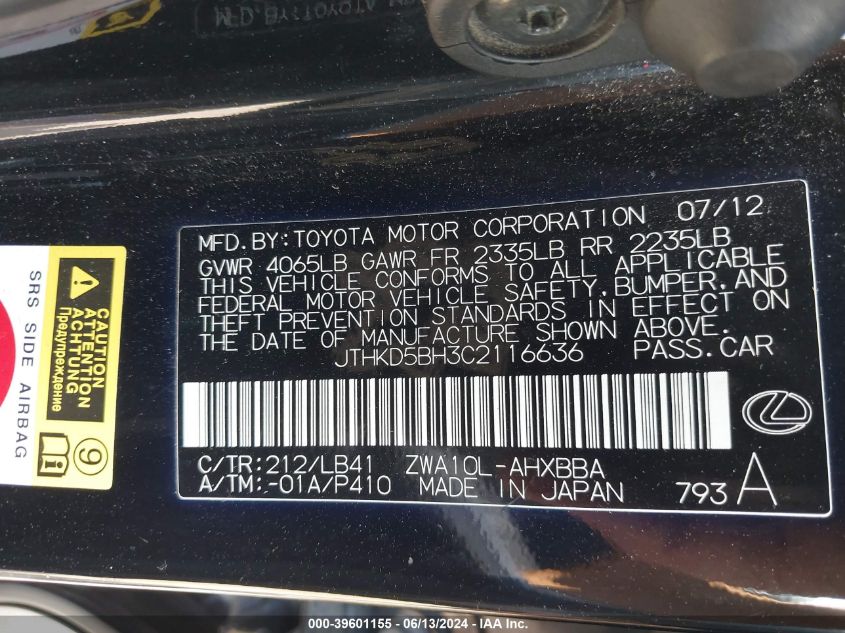 MFD. BY: TOYOTA MOTOR CORPORATION 07/12
GVWR 4065LB GAWR FR 2335LB RR 2235LB
THIS VEHICLE CONFORMS TO ALL APPLICABLE
FEDERAL MOTOR VEHICLE SAFETY, BUMPER, AND
THEFT PREVENTION STANDARDS IN EFFECT ON
THE DATE OF MANUFACTURE SHOWN ABOVE.
JTHKD5BH3C2116636 PASS.CAR
C/TR:212/LB41 ZWA10L-AHXBBA
A/TM:-01A/P410 MADE IN JAPAN 793 A
CAUTION
ATTENTION
ACHTUNG
Предупреждение
9
SRS SIDE AIRBAG
000-39601155 - 06/13/2024 - IAA Inc.